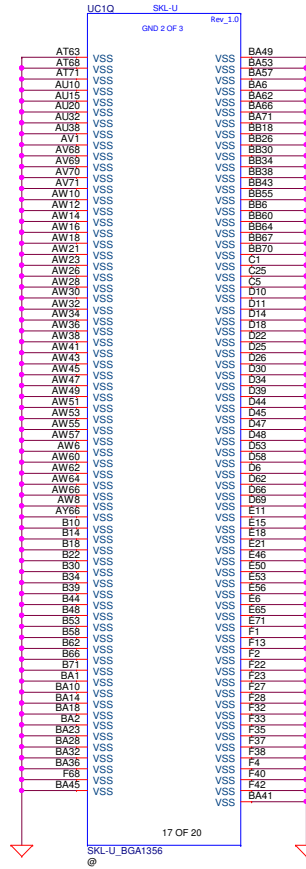 UC1Q SKL-U
Rev_1.0
GND 2 OF 3
AT63 VSS VSS BA49
AT68 VSS VSS BA53
AT71 VSS VSS BA57
AU10 VSS VSS BA6
AU15 VSS VSS BA62
AU20 VSS VSS BA66
AU32 VSS VSS BA71
AU38 VSS VSS BB18
AV1 VSS VSS BB26
AV68 VSS VSS BB30
AV69 VSS VSS BB34
AV70 VSS VSS BB38
AV71 VSS VSS BB43
AW10 VSS VSS BB55
AW12 VSS VSS BB6
AW14 VSS VSS BB60
AW16 VSS VSS BB64
AW18 VSS VSS BB67
AW21 VSS VSS BB70
AW23 VSS VSS C1
AW26 VSS VSS C25
AW28 VSS VSS C5
AW30 VSS VSS D10
AW32 VSS VSS D11
AW34 VSS VSS D14
AW36 VSS VSS D18
AW38 VSS VSS D22
AW41 VSS VSS D25
AW43 VSS VSS D26
AW45 VSS VSS D30
AW47 VSS VSS D34
AW49 VSS VSS D39
AW51 VSS VSS D44
AW53 VSS VSS D45
AW55 VSS VSS D47
AW57 VSS VSS D48
AW6 VSS VSS D53
AW60 VSS VSS D58
AW62 VSS VSS D6
AW64 VSS VSS D62
AW66 VSS VSS D66
AW8 VSS VSS D69
AY66 VSS VSS E11
B10 VSS VSS E15
B14 VSS VSS E18
B18 VSS VSS E21
B22 VSS VSS E46
B30 VSS VSS E50
B34 VSS VSS E53
B39 VSS VSS E56
B44 VSS VSS E6
B48 VSS VSS E65
B53 VSS VSS E71
B58 VSS VSS F1
B62 VSS VSS F13
B66 VSS VSS F2
B71 VSS VSS F22
BA1 VSS VSS F23
BA10 VSS VSS F27
BA14 VSS VSS F28
BA18 VSS VSS F32
BA2 VSS VSS F33
BA23 VSS VSS F35
BA28 VSS VSS F37
BA32 VSS VSS F38
BA36 VSS VSS F4
F68 VSS VSS F40
BA45 VSS VSS F42
VSS BA41
17 OF 20
SKL-U_BGA1356
@